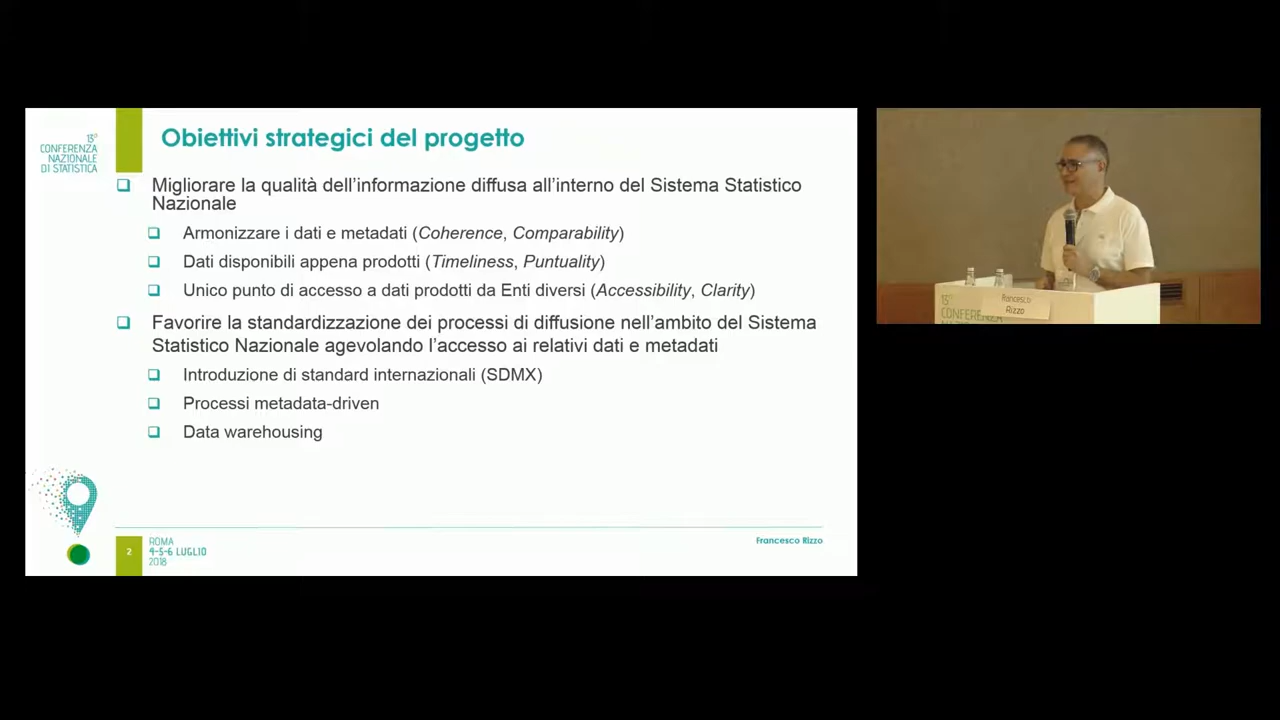 13°
CONFERENZA
NAZIONALE
DI STATISTICA
Obiettivi strategici del progetto
Migliorare la qualità dell'informazione diffusa all'interno del Sistema Statistico
Nazionale
Armonizzare i dati e metadati (Coherence, Comparability)
Dati disponibili appena prodotti (Timeliness, Puntuality)
Unico punto di accesso a dati prodotti da Enti diversi (Accessibility, Clarity)
Favorire la standardizzazione dei processi di diffusione nell'ambito del Sistema
Statistico Nazionale agevolando l'accesso ai relativi dati e metadati
Introduzione di standard internazionali (SDMX)
Processi metadata-driven
Data warehousing
2
ROMA
4-5-6 LUGLIO
2018
Francesco Rizzo
13°
CONFERENZA
Francesco
Rizzo